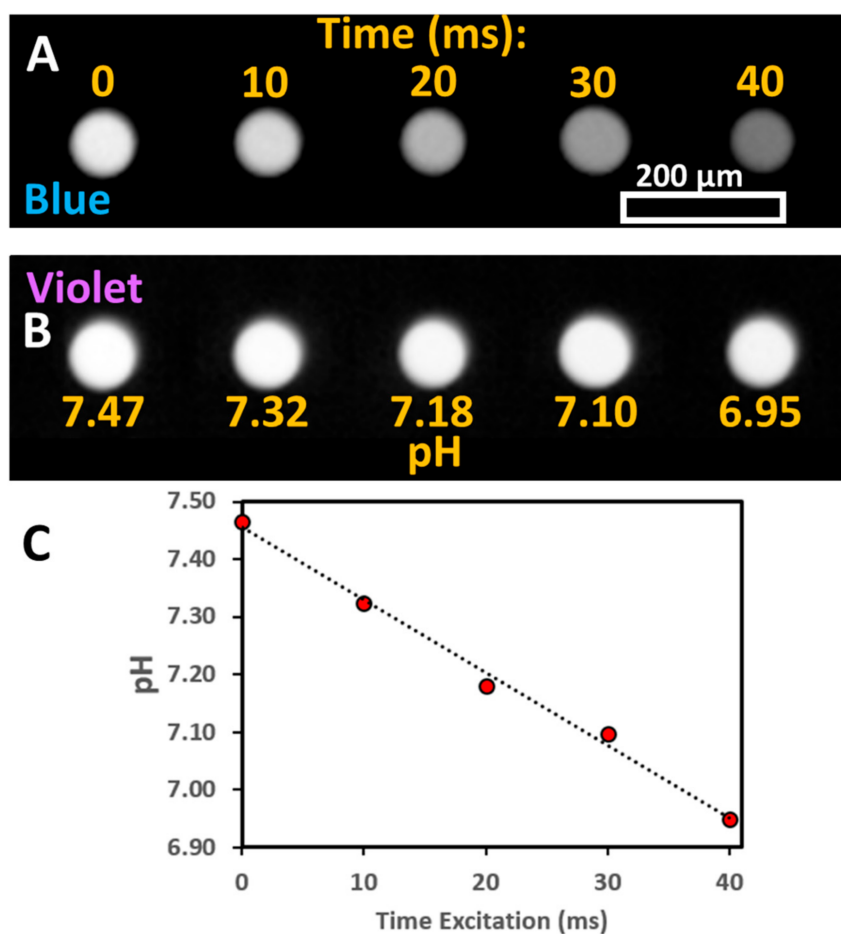 A
Time (ms):
0 10 20 30 40
Blue
200 µm
Violet
B
7.47 7.32 7.18 7.10 6.95
pH
C
7.50
7.40
7.30
7.20
7.10
7.00
6.90
pH
0 10 20 30 40
Time Excitation (ms)